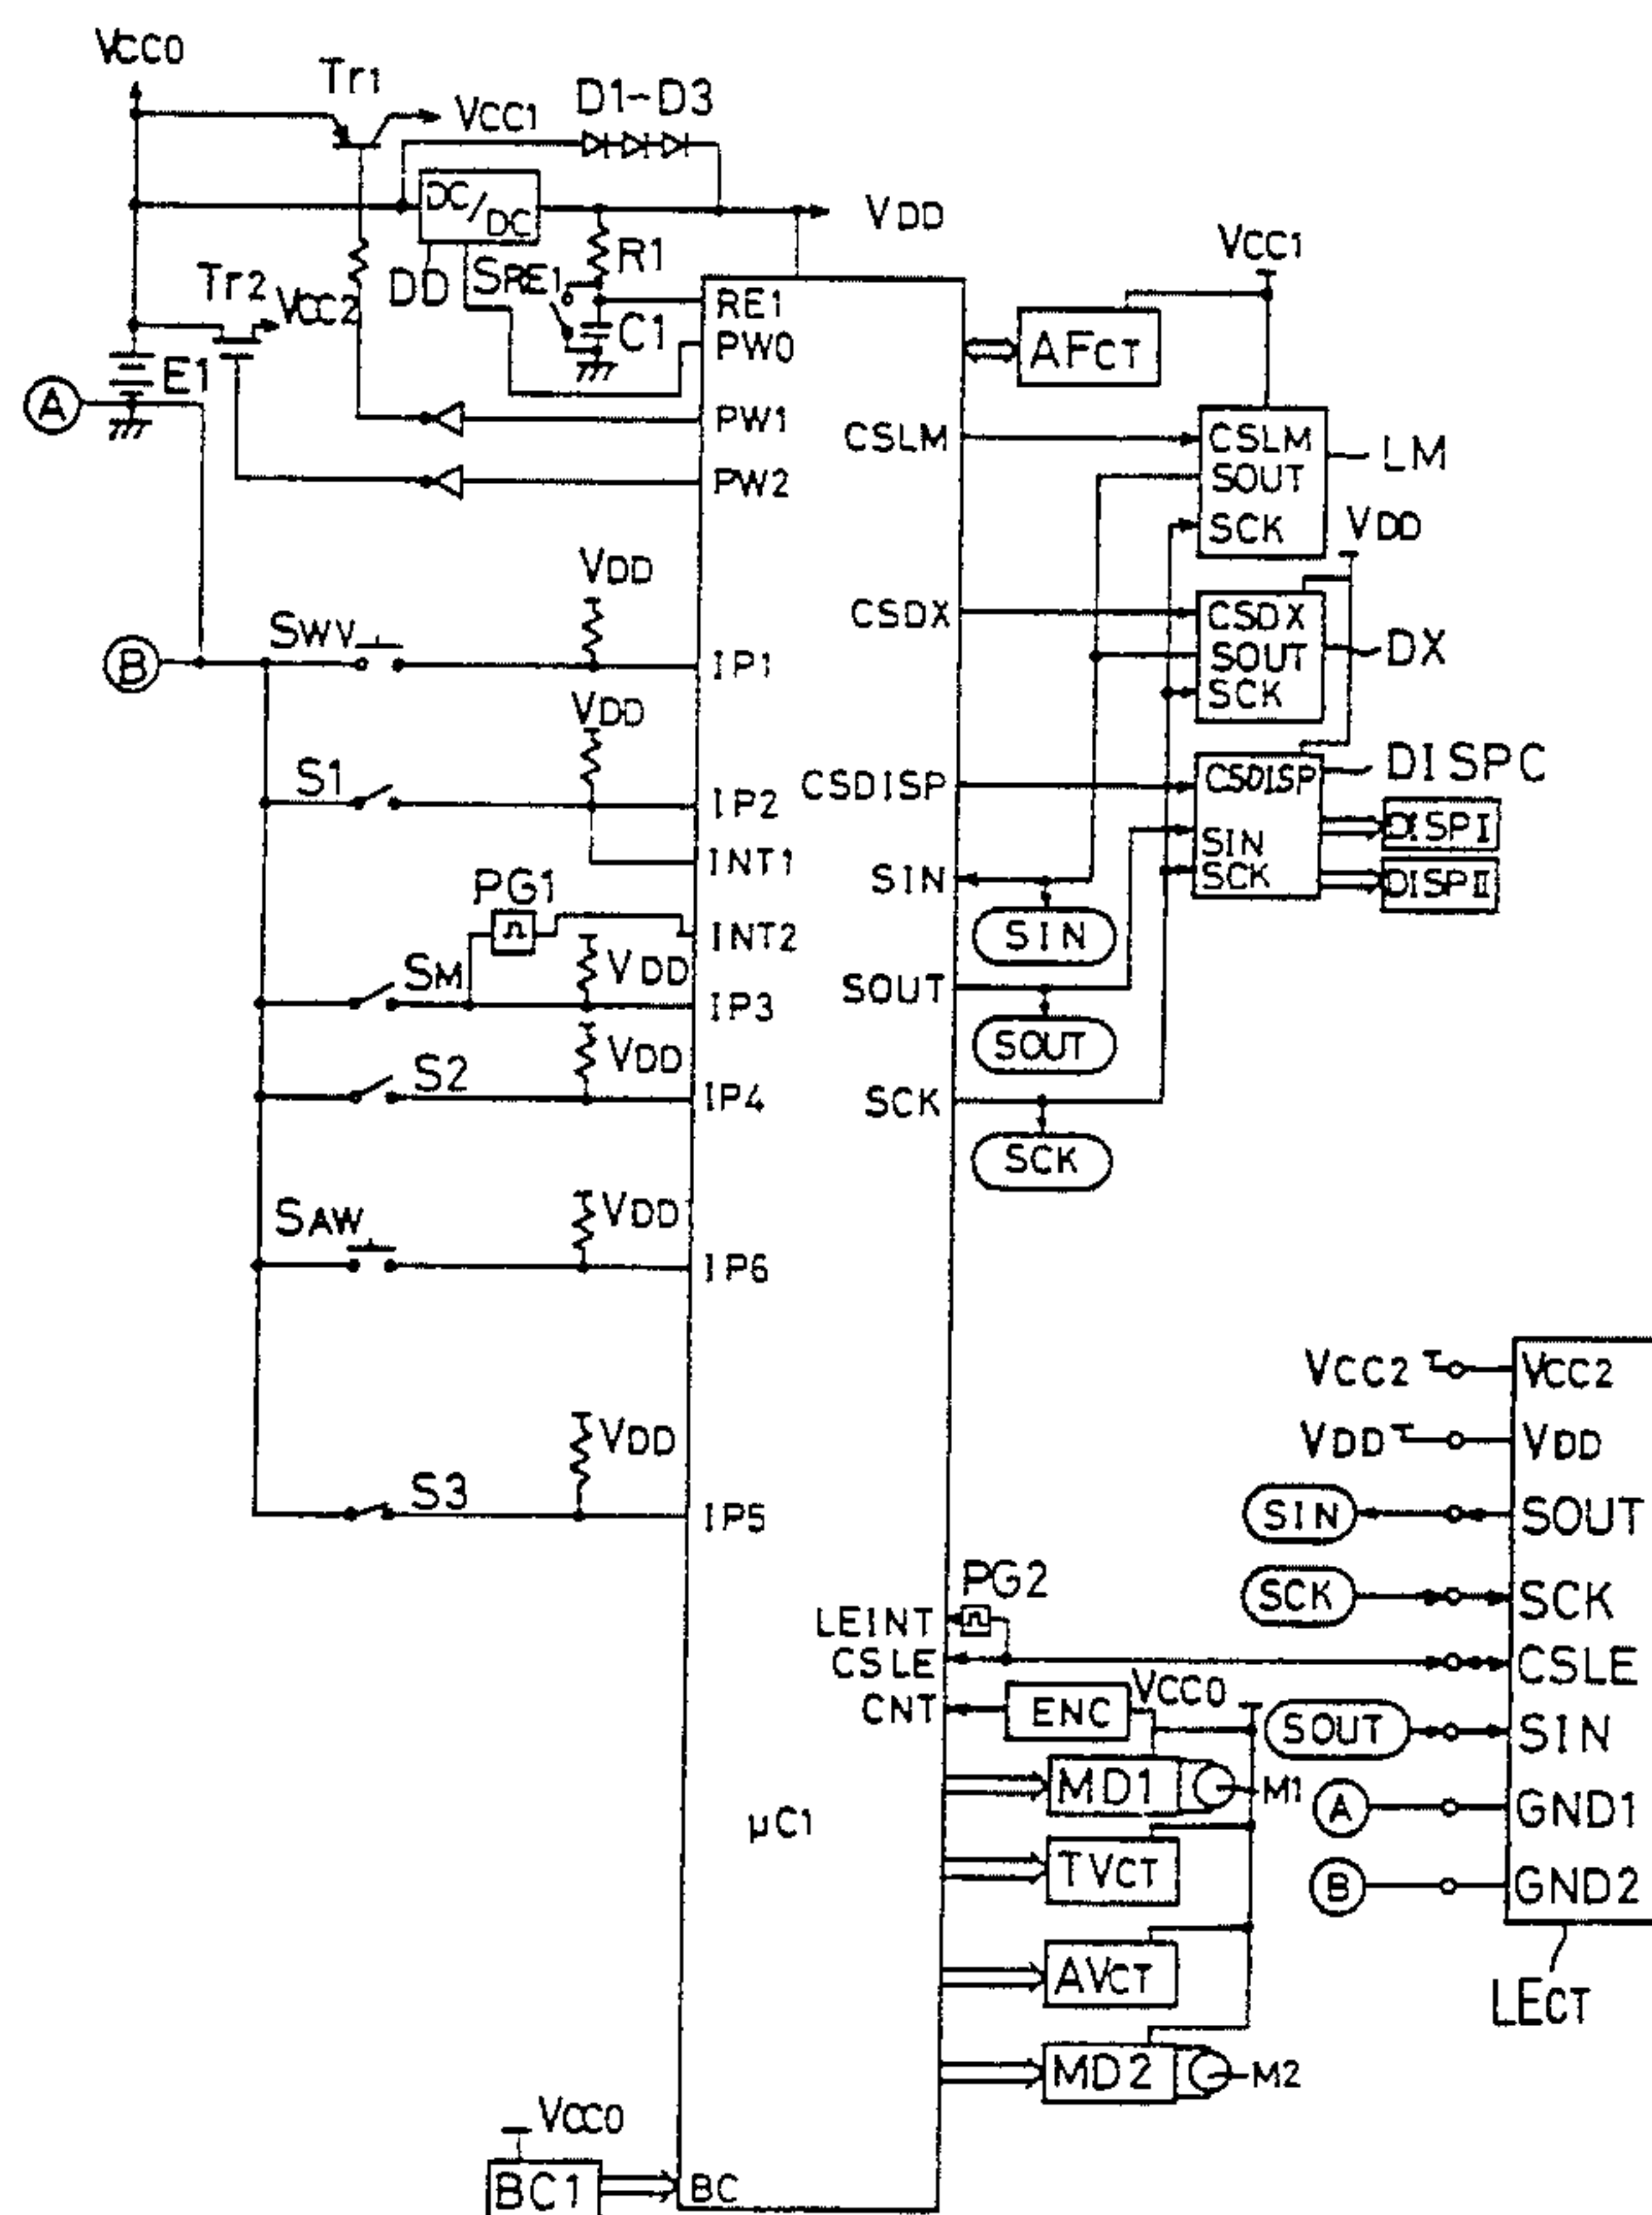 VCC0
Tr1
VCC1
D1-D3
DC/DC
VDD
R1
DD
SRE1
C1
Tr2
VCC2
E1
A
RE1
PW0
PW1
PW2
VCC1
AFCT
CSLM
CSLM
SOUT
SCK
LM
VDD
CSDX
CSDX
SOUT
SCK
DX
CSDISP
CSDISP
SIN
SCK
DISPC
DISPI
DISPII
B
SWV
VDD
IP1
VDD
S1
IP2
INT1
PG1
INT2
SM
VDD
IP3
S2
VDD
IP4
SAW
VDD
IP6
VDD
S3
IP5
SIN
SIN
SOUT
SOUT
SCK
SCK
VCC2
VCC2
VDD
VDD
SIN
SOUT
SCK
SCK
PG2
LEINT
CSLE
CSLE
CNT
ENC
VCC0
SOUT
SIN
MD1
M1
A
GND1
µC1
TVCT
B
GND2
AVCT
LECT
MD2
M2
VCC0
BC1
BC